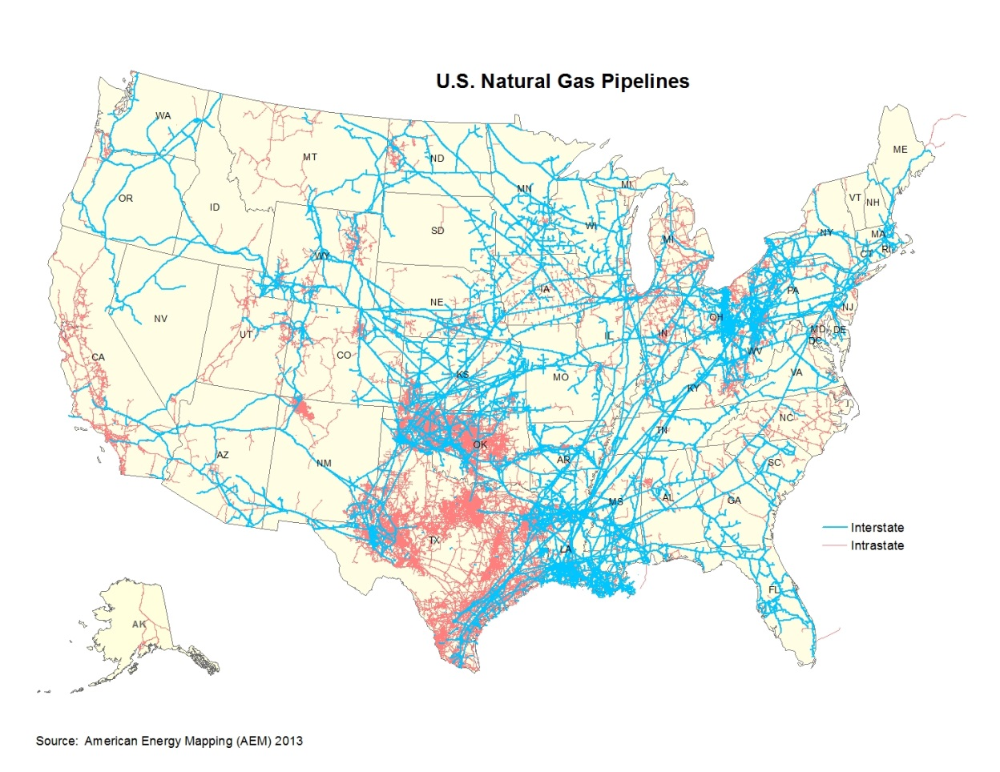 U.S. Natural Gas Pipelines
WA
ME
MT
ND
OR
ID
MN
MI
VT
NH
WI
SD
MI
NY
MA
RI
CT
WY
IA
PA
NE
NJ
NV
UT
OH
MD
DE
DC
IL
IN
CA
CO
WV
KS
MO
VA
KY
NC
TN
OK
AZ
NM
AR
SC
MS
AL
GA
Interstate
TX
LA
Intrastate
FL
AK
Source: American Energy Mapping (AEM) 2013